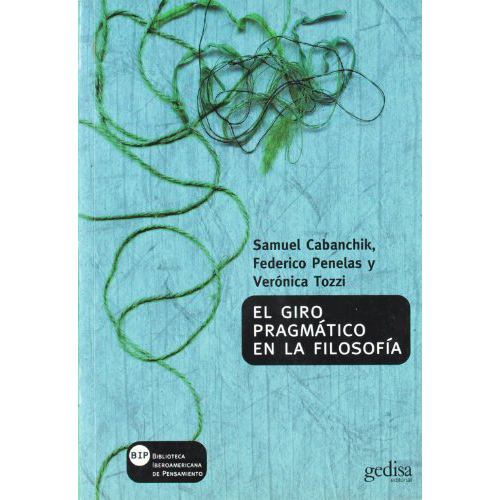 Samuel Cabanchik,
Federico Penelas y
Verónica Tozzi
EL GIRO
PRAGMÁTICO
EN LA FILOSOFÍA
BIP
BIBLIOTECA
IBEROAMERICANA
DE PENSAMIENTO
gedisa
editorial